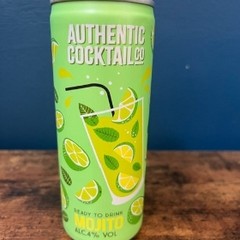 AUTHENTIC
COCKTAIL CO
READY TO DRINK
MOJITO
ALC 4% VOL